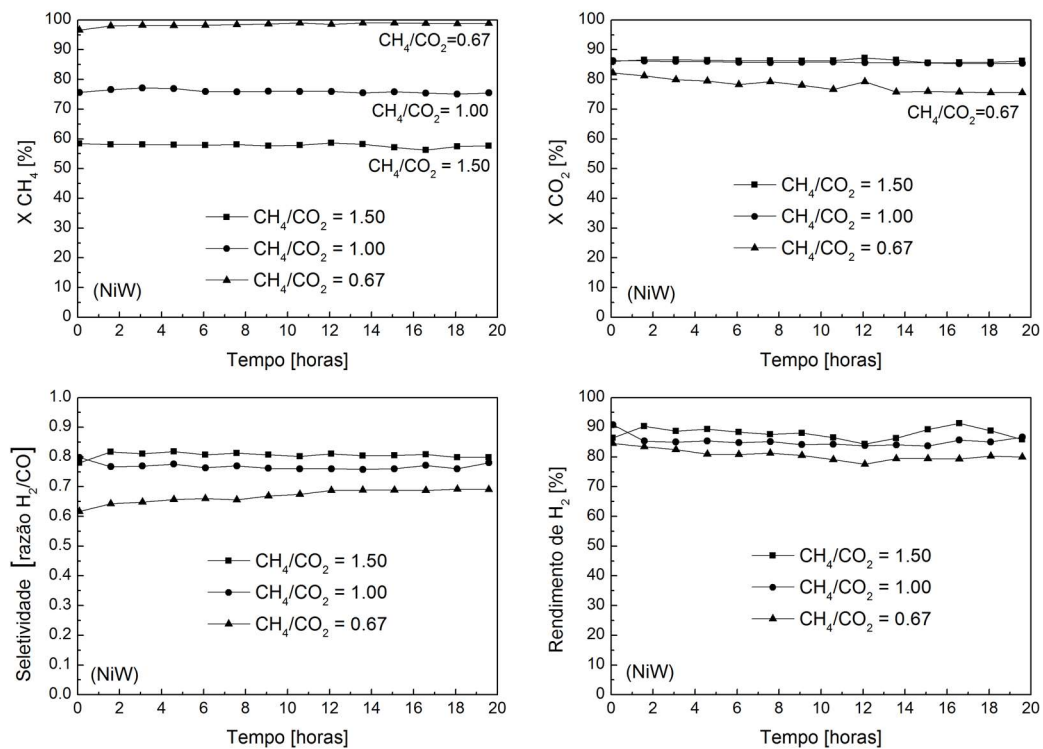 100
90
80
70
60
50
40
30
20
10
0
X CH₄ [%]
CH₄/CO₂=0.67
CH₄/CO₂= 1.00
CH₄/CO₂ = 1.50
CH₄/CO₂ = 1.50
CH₄/CO₂ = 1.00
CH₄/CO₂ = 0.67
(NiW)
0 2 4 6 8 10 12 14 16 18 20
Tempo [horas]
100
90
80
70
60
50
40
30
20
10
0
X CO₂ [%]
CH₄/CO₂=0.67
CH₄/CO₂ = 1.50
CH₄/CO₂ = 1.00
CH₄/CO₂ = 0.67
(NiW)
0 2 4 6 8 10 12 14 16 18 20
Tempo [horas]
1.0
0.9
0.8
0.7
0.6
0.5
0.4
0.3
0.2
0.1
0.0
Seletividade [razão H₂/CO]
CH₄/CO₂ = 1.50
CH₄/CO₂ = 1.00
CH₄/CO₂ = 0.67
(NiW)
0 2 4 6 8 10 12 14 16 18 20
Tempo [horas]
100
90
80
70
60
50
40
30
20
10
0
Rendimento de H₂ [%]
CH₄/CO₂ = 1.50
CH₄/CO₂ = 1.00
CH₄/CO₂ = 0.67
(NiW)
0 2 4 6 8 10 12 14 16 18 20
Tempo [horas]